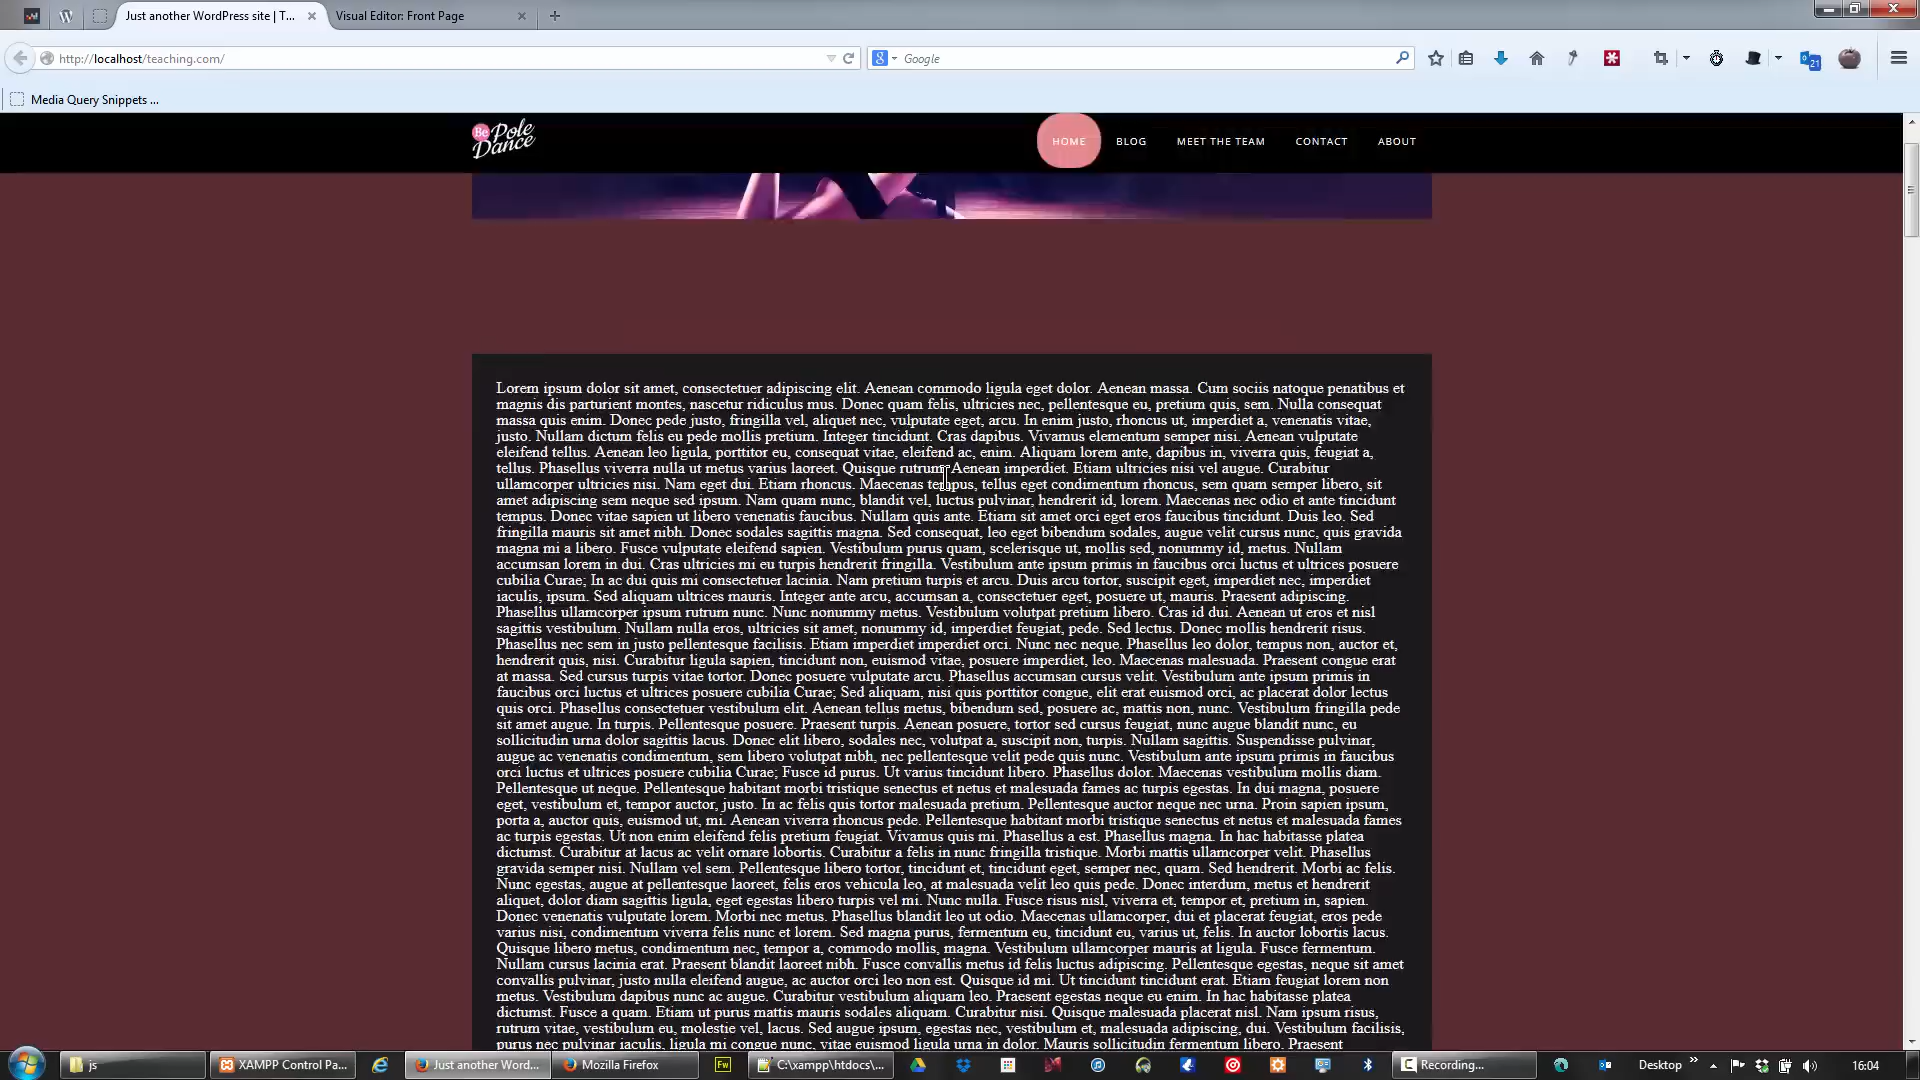 Just another WordPress site | T...
Visual Editor: Front Page
http://localhost/teaching.com/
Google
21
Media Query Snippets ...
Be Pole Dance
HOME
BLOG
MEET THE TEAM
CONTACT
ABOUT
Lorem ipsum dolor sit amet, consectetuer adipiscing elit. Aenean commodo ligula eget dolor. Aenean massa. Cum sociis natoque penatibus et
magnis dis parturient montes, nascetur ridiculus mus. Donec quam felis, ultricies nec, pellentesque eu, pretium quis, sem. Nulla consequat
massa quis enim. Donec pede justo, fringilla vel, aliquet nec, vulputate eget, arcu. In enim justo, rhoncus ut, imperdiet a, venenatis vitae,
justo. Nullam dictum felis eu pede mollis pretium. Integer tincidunt. Cras dapibus. Vivamus elementum semper nisi. Aenean vulputate
eleifend tellus. Aenean leo ligula, porttitor eu, consequat vitae, eleifend ac, enim. Aliquam lorem ante, dapibus in, viverra quis, feugiat a,
tellus. Phasellus viverra nulla ut metus varius laoreet. Quisque rutrum. Aenean imperdiet. Etiam ultricies nisi vel augue. Curabitur
ullamcorper ultricies nisi. Nam eget dui. Etiam rhoncus. Maecenas tempus, tellus eget condimentum rhoncus, sem quam semper libero, sit
amet adipiscing sem neque sed ipsum. Nam quam nunc, blandit vel, luctus pulvinar, hendrerit id, lorem. Maecenas nec odio et ante tincidunt
tempus. Donec vitae sapien ut libero venenatis faucibus. Nullam quis ante. Etiam sit amet orci eget eros faucibus tincidunt. Duis leo. Sed
fringilla mauris sit amet nibh. Donec sodales sagittis magna. Sed consequat, leo eget bibendum sodales, augue velit cursus nunc, quis gravida
magna mi a libero. Fusce vulputate eleifend sapien. Vestibulum purus quam, scelerisque ut, mollis sed, nonummy id, metus. Nullam
accumsan lorem in dui. Cras ultricies mi eu turpis hendrerit fringilla. Vestibulum ante ipsum primis in faucibus orci luctus et ultrices posuere
cubilia Curae; In ac dui quis mi consectetuer lacinia. Nam pretium turpis et arcu. Duis arcu tortor, suscipit eget, imperdiet nec, imperdiet
iaculis, ipsum. Sed aliquam ultrices mauris. Integer ante arcu, accumsan a, consectetuer eget, posuere ut, mauris. Praesent adipiscing.
Phasellus ullamcorper ipsum rutrum nunc. Nunc nonummy metus. Vestibulum volutpat pretium libero. Cras id dui. Aenean ut eros et nisl
sagittis vestibulum. Nullam nulla eros, ultricies sit amet, nonummy id, imperdiet feugiat, pede. Sed lectus. Donec mollis hendrerit risus.
Phasellus nec sem in justo pellentesque facilisis. Etiam imperdiet imperdiet orci. Nunc nec neque. Phasellus leo dolor, tempus non, auctor et,
hendrerit quis, nisi. Curabitur ligula sapien, tincidunt non, euismod vitae, posuere imperdiet, leo. Maecenas malesuada. Praesent congue erat
at massa. Sed cursus turpis vitae tortor. Donec posuere vulputate arcu. Phasellus accumsan cursus velit. Vestibulum ante ipsum primis in
faucibus orci luctus et ultrices posuere cubilia Curae; Sed aliquam, nisi quis porttitor congue, elit erat euismod orci, ac placerat dolor lectus
quis orci. Phasellus consectetuer vestibulum elit. Aenean tellus metus, bibendum sed, posuere ac, mattis non, nunc. Vestibulum fringilla pede
sit amet augue. In turpis. Pellentesque posuere. Praesent turpis. Aenean posuere, tortor sed cursus feugiat, nunc augue blandit nunc, eu
sollicitudin urna dolor sagittis lacus. Donec elit libero, sodales nec, volutpat a, suscipit non, turpis. Nullam sagittis. Suspendisse pulvinar,
augue ac venenatis condimentum, sem libero volutpat nibh, nec pellentesque velit pede quis nunc. Vestibulum ante ipsum primis in faucibus
orci luctus et ultrices posuere cubilia Curae; Fusce id purus. Ut varius tincidunt libero. Phasellus dolor. Maecenas vestibulum mollis diam.
Pellentesque ut neque. Pellentesque habitant morbi tristique senectus et netus et malesuada fames ac turpis egestas. In dui magna, posuere
eget, vestibulum et, tempor auctor, justo. In ac felis quis tortor malesuada pretium. Pellentesque auctor neque nec urna. Proin sapien ipsum,
porta a, auctor quis, euismod ut, mi. Aenean viverra rhoncus pede. Pellentesque habitant morbi tristique senectus et netus et malesuada fames
ac turpis egestas. Ut non enim eleifend felis pretium feugiat. Vivamus quis mi. Phasellus a est. Phasellus magna. In hac habitasse platea
dictumst. Curabitur at lacus ac velit ornare lobortis. Curabitur a felis in nunc fringilla tristique. Morbi mattis ullamcorper velit. Phasellus
gravida semper nisi. Nullam vel sem. Pellentesque libero tortor, tincidunt et, tincidunt eget, semper nec, quam. Sed hendrerit. Morbi ac felis.
Nunc egestas, augue at pellentesque laoreet, felis eros vehicula leo, at malesuada velit leo quis pede. Donec interdum, metus et hendrerit
aliquet, dolor diam sagittis ligula, eget egestas libero turpis vel mi. Nunc nulla. Fusce risus nisl, viverra et, tempor et, pretium in, sapien.
Donec venenatis vulputate lorem. Morbi nec metus. Phasellus blandit leo ut odio. Maecenas ullamcorper, dui et placerat feugiat, eros pede
varius nisi, condimentum viverra felis nunc et lorem. Sed magna purus, fermentum eu, tincidunt eu, varius ut, felis. In auctor lobortis lacus.
Quisque libero metus, condimentum nec, tempor a, commodo mollis, magna. Vestibulum ullamcorper mauris at ligula. Fusce fermentum.
Nullam cursus lacinia erat. Praesent blandit laoreet nibh. Fusce convallis metus id felis luctus adipiscing. Pellentesque egestas, neque sit amet
convallis pulvinar, justo nulla eleifend augue, ac auctor orci leo non est. Quisque id mi. Ut tincidunt tincidunt erat. Etiam feugiat lorem non
metus. Vestibulum dapibus nunc ac augue. Curabitur vestibulum aliquam leo. Praesent egestas neque eu enim. In hac habitasse platea
dictumst. Fusce a quam. Etiam ut purus mattis mauris sodales aliquam. Curabitur nisi. Quisque malesuada placerat nisl. Nam ipsum risus,
rutrum vitae, vestibulum eu, molestie vel, lacus. Sed augue ipsum, egestas nec, vestibulum et, malesuada adipiscing, dui. Vestibulum facilisis,
purus nec pulvinar iaculis, ligula mi congue nunc, vitae euismod ligula urna in dolor. Mauris sollicitudin fermentum libero. Praesent
js
XAMPP Control Pa...
Just another Word...
Mozilla Firefox
Fw
C:\xampp\htdocs\...
Recording...
Desktop
16:04